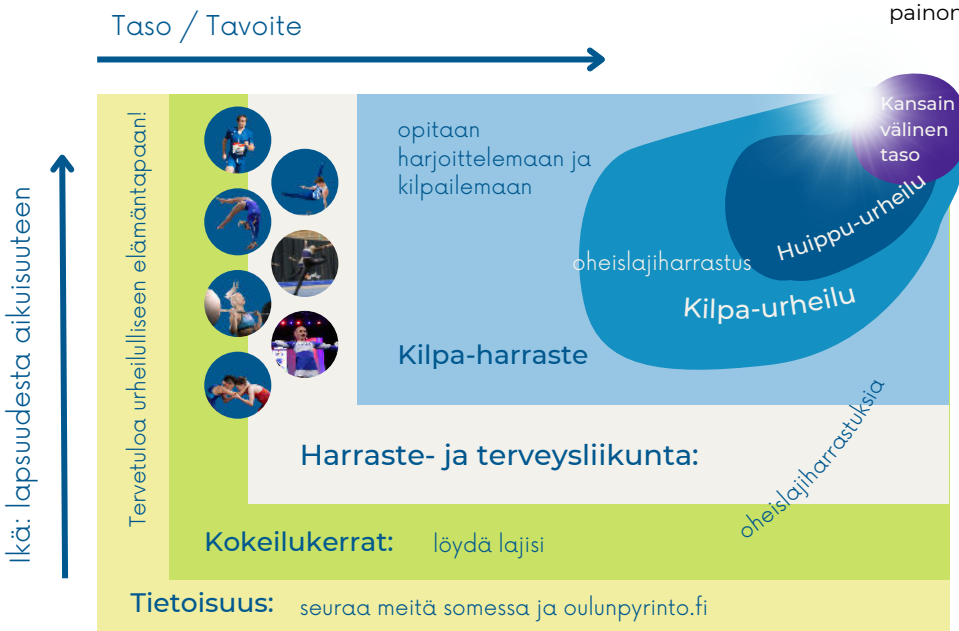 painon
Taso / Tavoite
Ikä: lapsuudesta aikuisuuteen
Tervetuloa urheilulliseen elämäntapaan!
opitaan
harjoittelemaan ja
kilpailemaan
Kansain
välinen
taso
Huippu-urheilu
oheislajiharrastus
Kilpa-urheilu
Kilpa-harraste
oheislajiharrastuksia
Harraste- ja terveysliikunta:
Kokeilukerrat: löydä lajisi
Tietoisuus: seuraa meitä somessa ja oulunpyrinto.fi